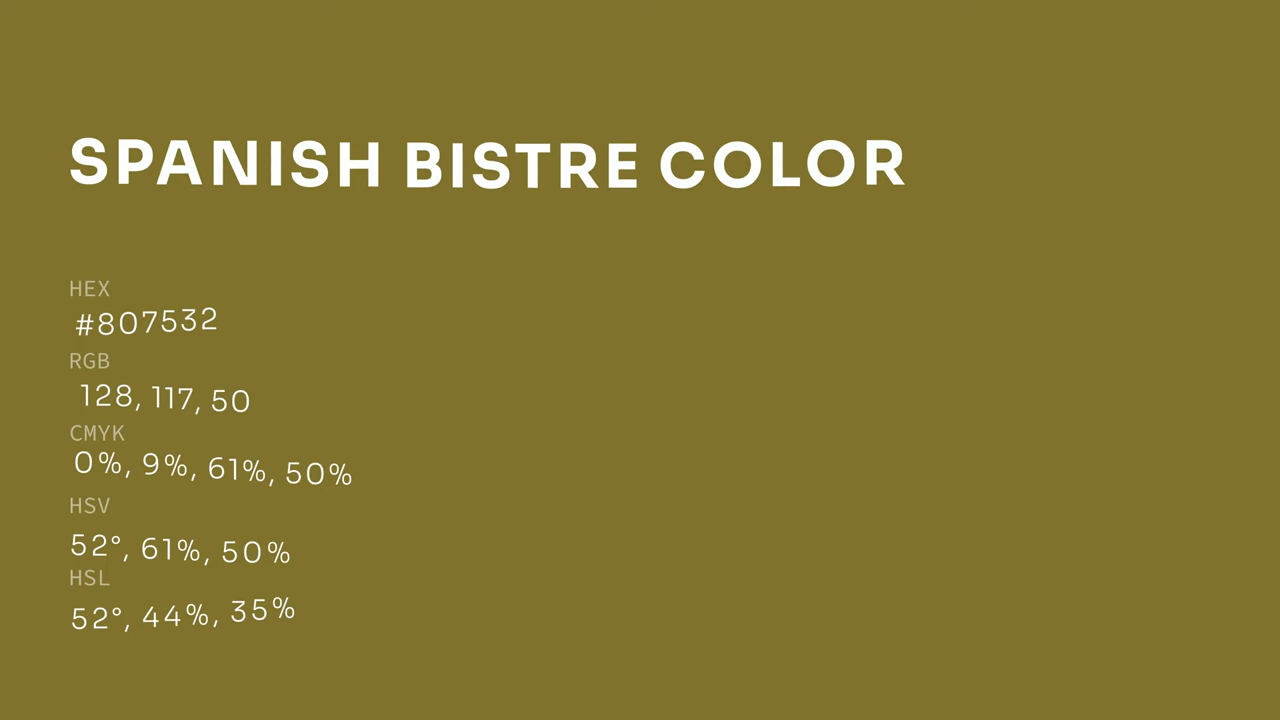 SPANISH BISTRE COLOR
HEX
#807532
RGB
128, 117, 50
CMYK
0%, 9%, 61%, 50%
HSV
52°, 61%, 50%
HSL
52°, 44%, 35%